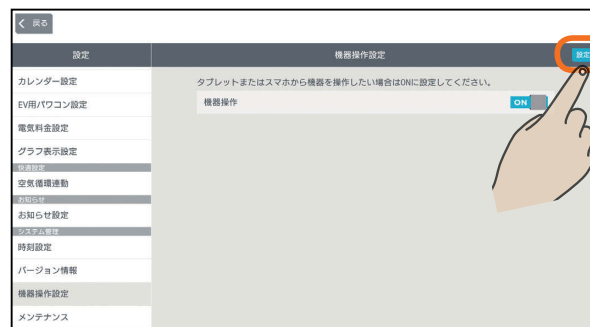 戻る
設定
機器操作設定
設定
カレンダー設定
タブレットまたはスマホから機器を操作したい場合はONに設定してください。
EV用パワコン設定
機器操作
ON
電気料金設定
グラフ表示設定
快適設定
空気循環連動
お知らせ
お知らせ設定
システム管理
時刻設定
バージョン情報
機器操作設定
メンテナンス